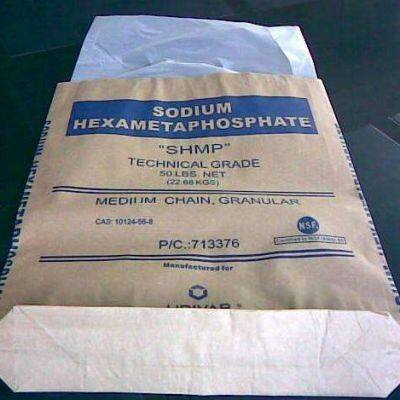 SODIUM
HEXAMETAPHOSPHATE
"SHMP"
TECHNICAL GRADE
50 LBS. NET
(22.68 KGS)
MEDIUM CHAIN, GRANULAR
CAS: 10124-56-8
NSF
P/C.:713376
Manufactured for
UNIVAR